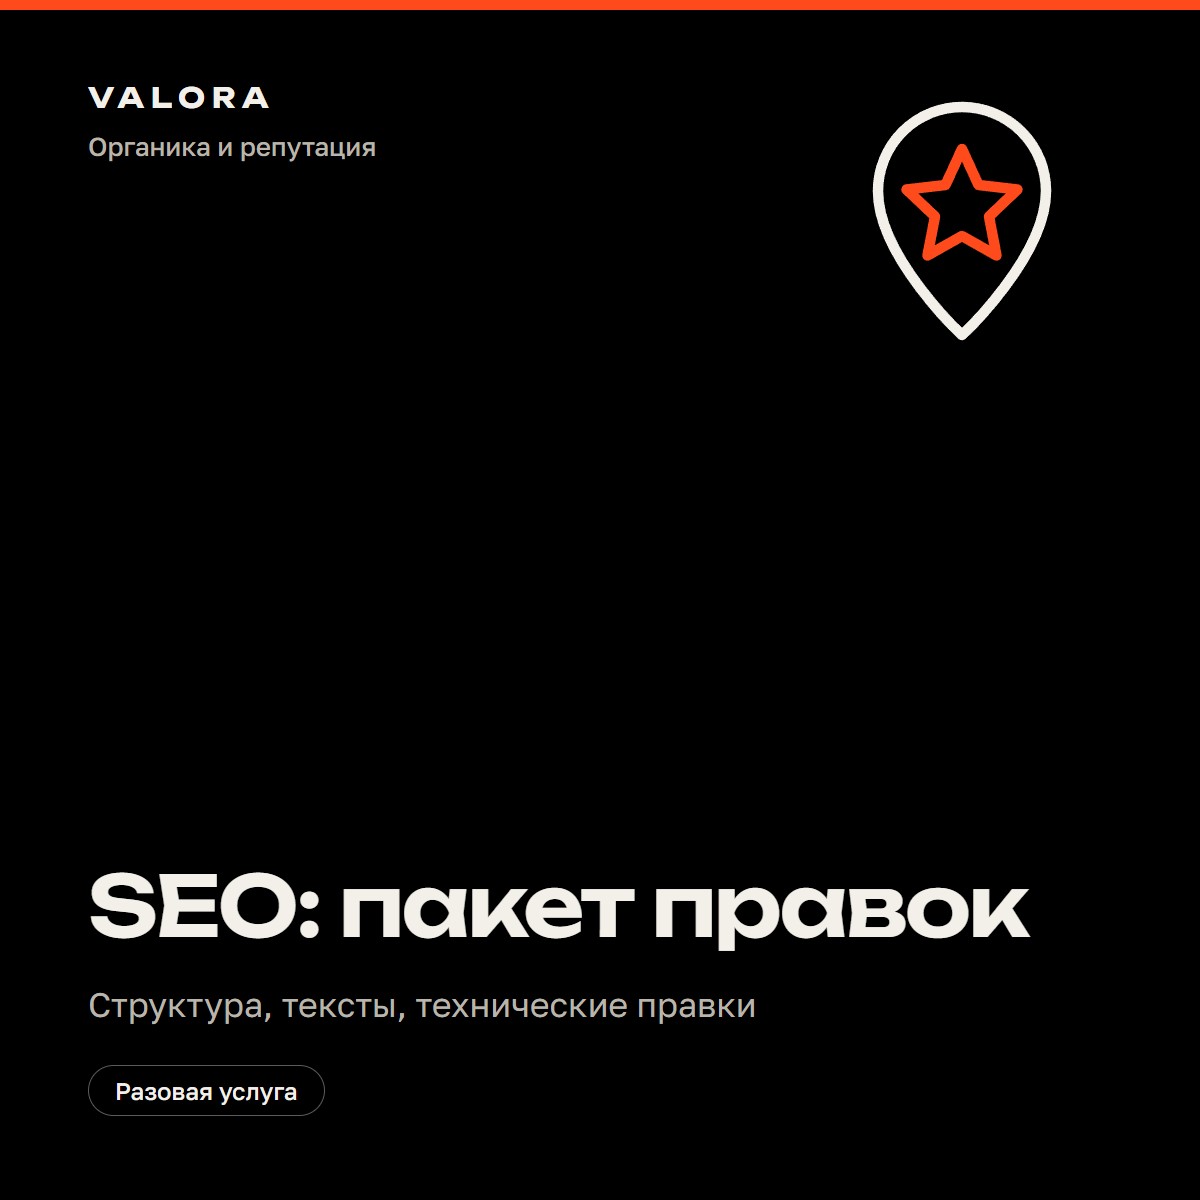 VALORA
Органика и репутация
SEO: пакет правок
Структура, тексты, технические правки
Разовая услуга